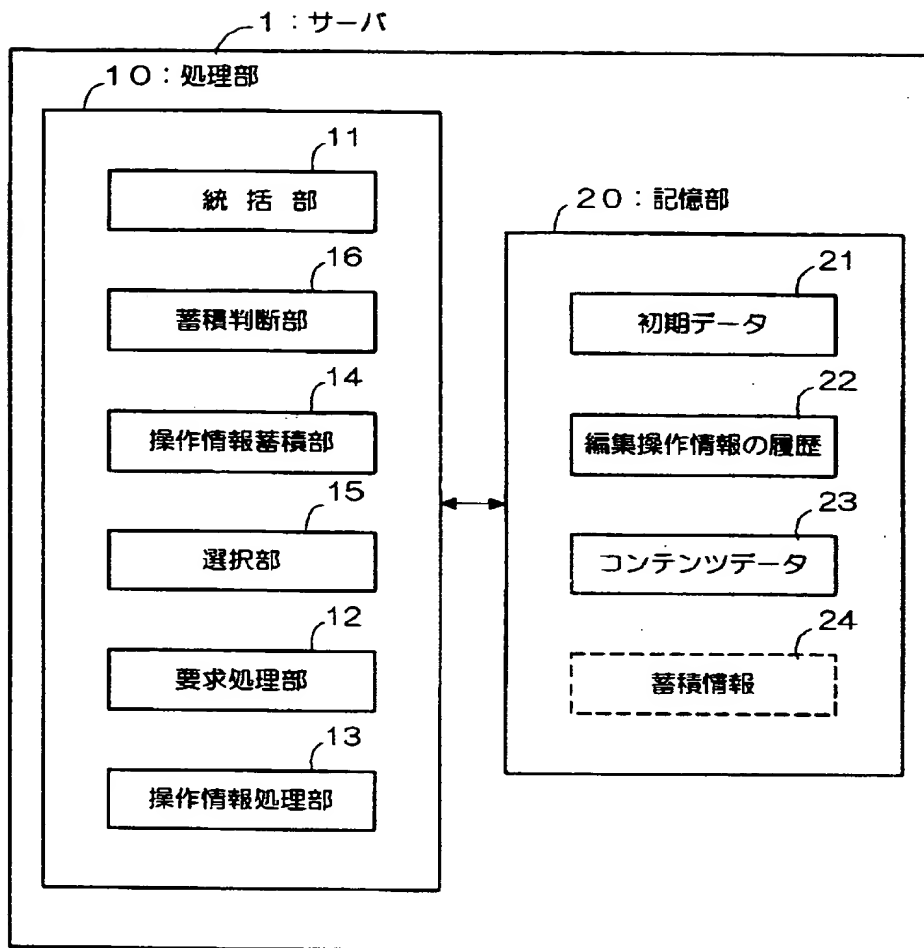 1：サーバ
10：処理部
11
統括部
16
蓄積判断部
14
操作情報蓄積部
15
選択部
12
要求処理部
13
操作情報処理部
20：記憶部
21
初期データ
22
編集操作情報の履歴
23
コンテンツデータ
24
蓄積情報